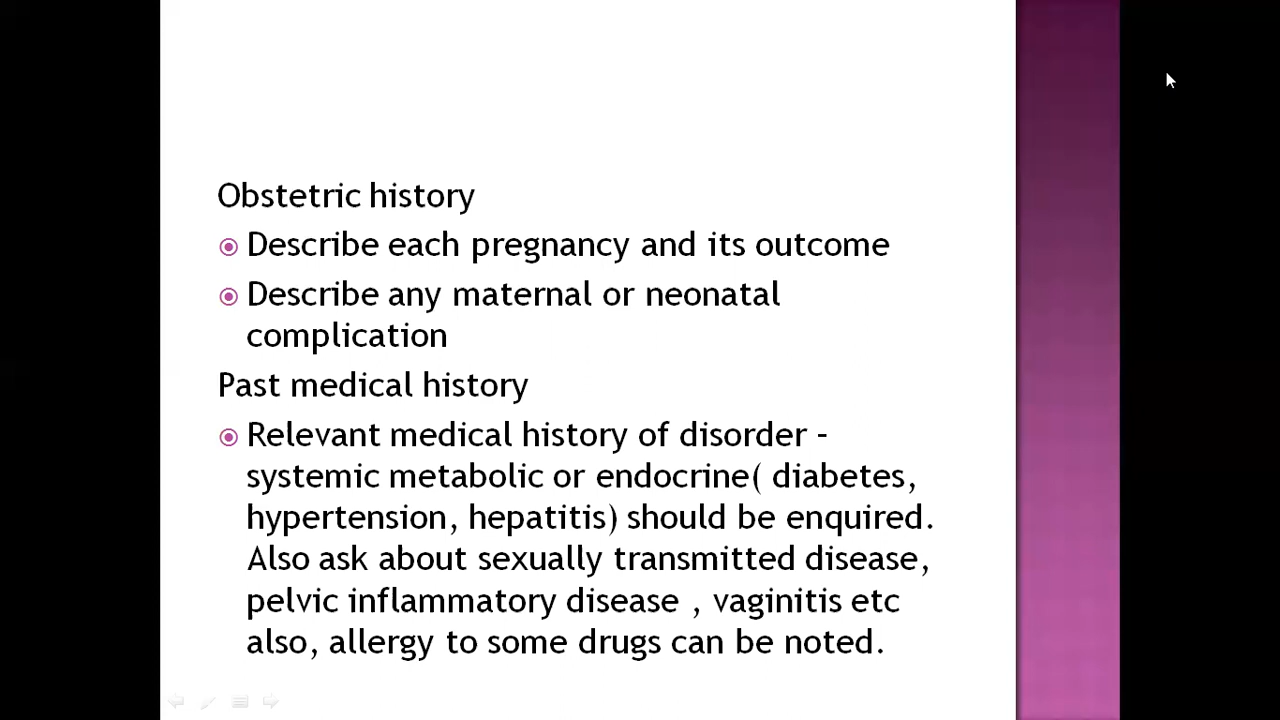 Obstetric history
Describe each pregnancy and its outcome
Describe any maternal or neonatal
complication
Past medical history
Relevant medical history of disorder -
systemic metabolic or endocrine( diabetes,
hypertension, hepatitis) should be enquired.
Also ask about sexually transmitted disease,
pelvic inflammatory disease , vaginitis etc
also, allergy to some drugs can be noted.